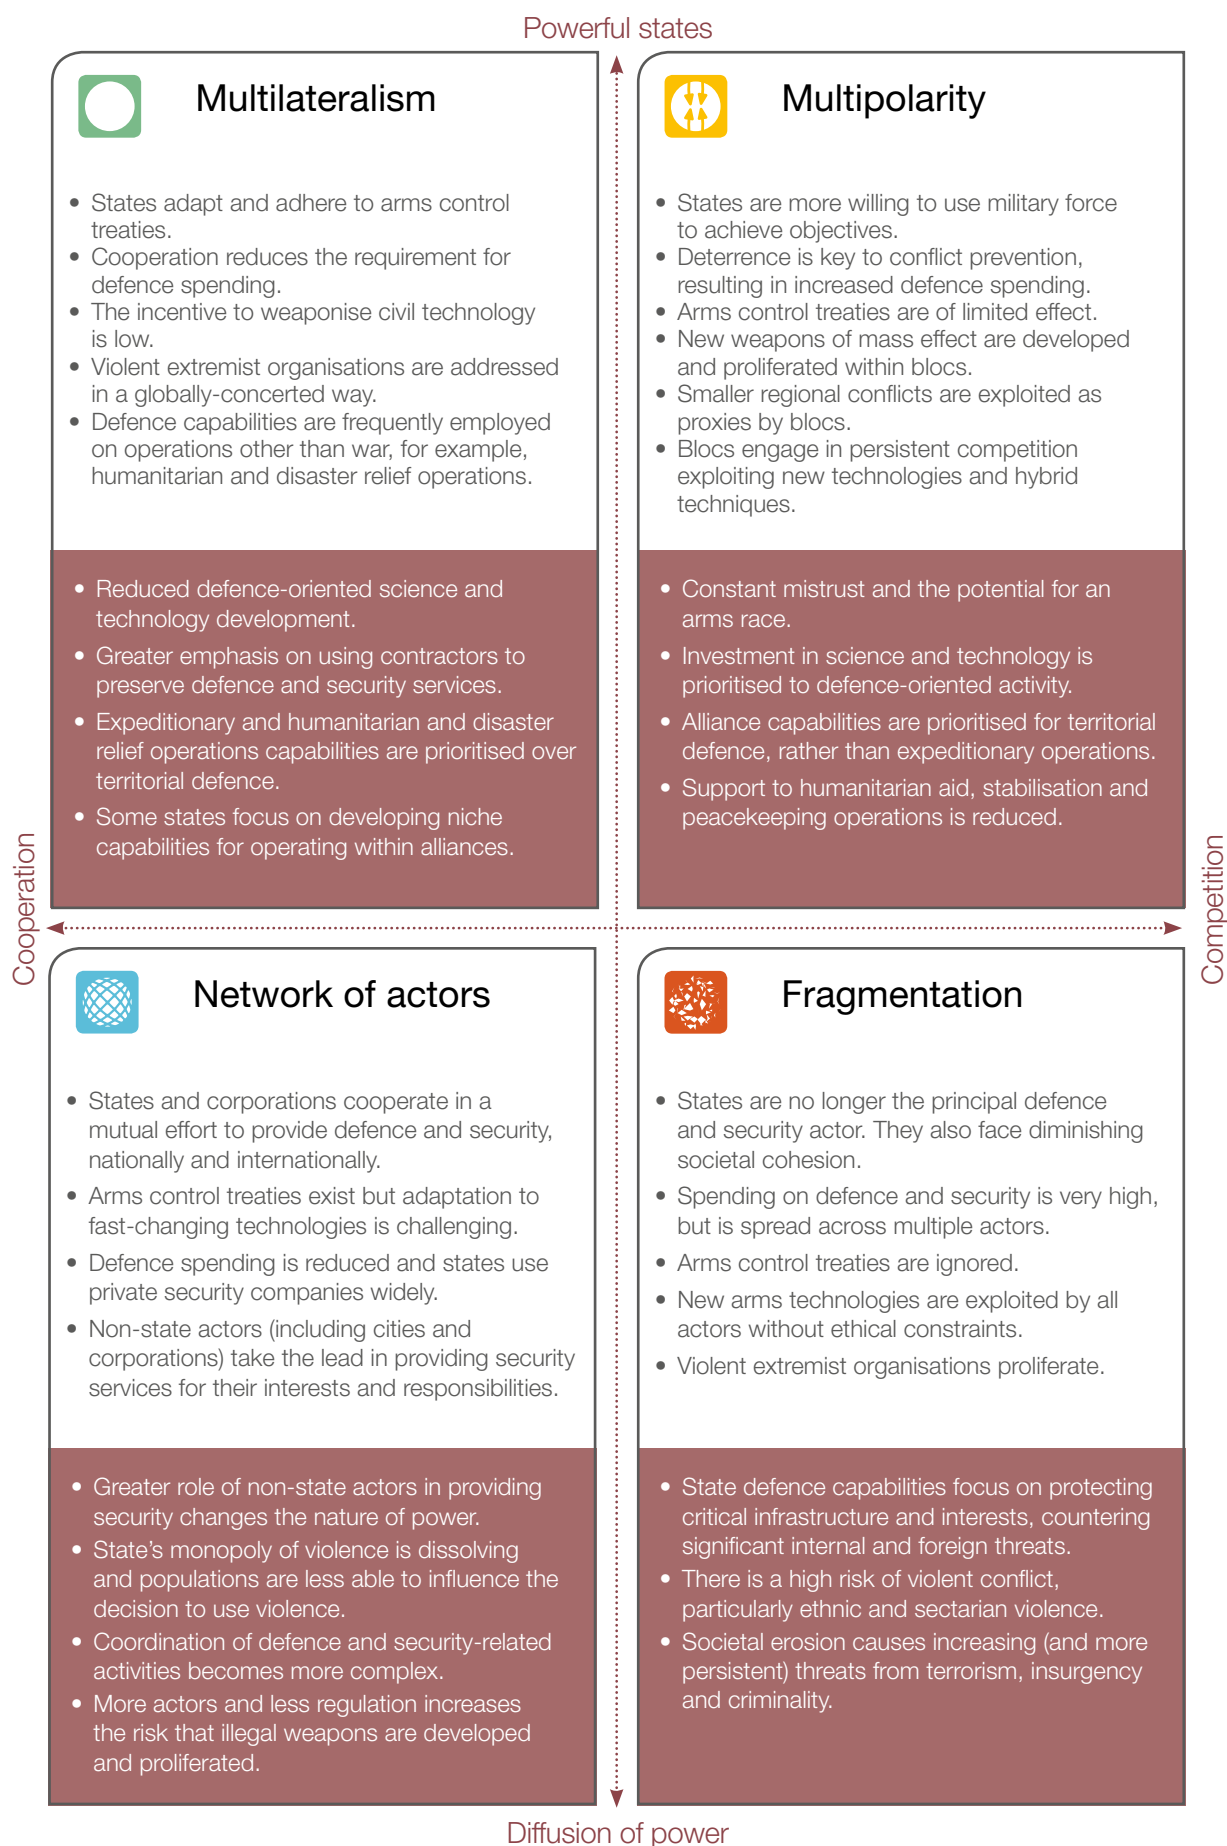 Powerful states
Multilateralism
• States adapt and adhere to arms control
treaties.
• Cooperation reduces the requirement for
defence spending.
• The incentive to weaponise civil technology
is low.
• Violent extremist organisations are addressed
in a globally-concerted way.
• Defence capabilities are frequently employed
on operations other than war, for example,
humanitarian and disaster relief operations.
• Reduced defence-oriented science and
technology development.
• Greater emphasis on using contractors to
preserve defence and security services.
• Expeditionary and humanitarian and disaster
relief operations capabilities are prioritised over
territorial defence.
• Some states focus on developing niche
capabilities for operating within alliances.
Multipolarity
• States are more willing to use military force
to achieve objectives.
• Deterrence is key to conflict prevention,
resulting in increased defence spending.
• Arms control treaties are of limited effect.
• New weapons of mass effect are developed
and proliferated within blocs.
• Smaller regional conflicts are exploited as
proxies by blocs.
• Blocs engage in persistent competition
exploiting new technologies and hybrid
techniques.
• Constant mistrust and the potential for an
arms race.
• Investment in science and technology is
prioritised to defence-oriented activity.
• Alliance capabilities are prioritised for territorial
defence, rather than expeditionary operations.
• Support to humanitarian aid, stabilisation and
peacekeeping operations is reduced.
Cooperation
Competition
Network of actors
• States and corporations cooperate in a
mutual effort to provide defence and security,
nationally and internationally.
• Arms control treaties exist but adaptation to
fast-changing technologies is challenging.
• Defence spending is reduced and states use
private security companies widely.
• Non-state actors (including cities and
corporations) take the lead in providing security
services for their interests and responsibilities.
• Greater role of non-state actors in providing
security changes the nature of power.
• State’s monopoly of violence is dissolving
and populations are less able to influence the
decision to use violence.
• Coordination of defence and security-related
activities becomes more complex.
• More actors and less regulation increases
the risk that illegal weapons are developed
and proliferated.
Fragmentation
• States are no longer the principal defence
and security actor. They also face diminishing
societal cohesion.
• Spending on defence and security is very high,
but is spread across multiple actors.
• Arms control treaties are ignored.
• New arms technologies are exploited by all
actors without ethical constraints.
• Violent extremist organisations proliferate.
• State defence capabilities focus on protecting
critical infrastructure and interests, countering
significant internal and foreign threats.
• There is a high risk of violent conflict,
particularly ethnic and sectarian violence.
• Societal erosion causes increasing (and more
persistent) threats from terrorism, insurgency
and criminality.
Diffusion of power